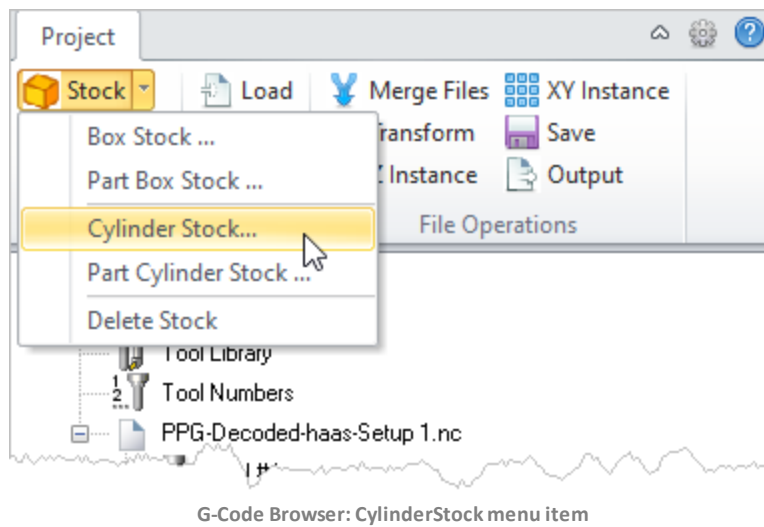 Project
Stock Load Merge Files XY Instance
Box Stock ... Transform Save
Part Box Stock ... Instance Output
Cylinder Stock... File Operations
Part Cylinder Stock ...
Delete Stock
Tool Library
1 2 Tool Numbers
PPG-Decoded-haas-Setup 1.nc
G-Code Browser: CylinderStock menu item